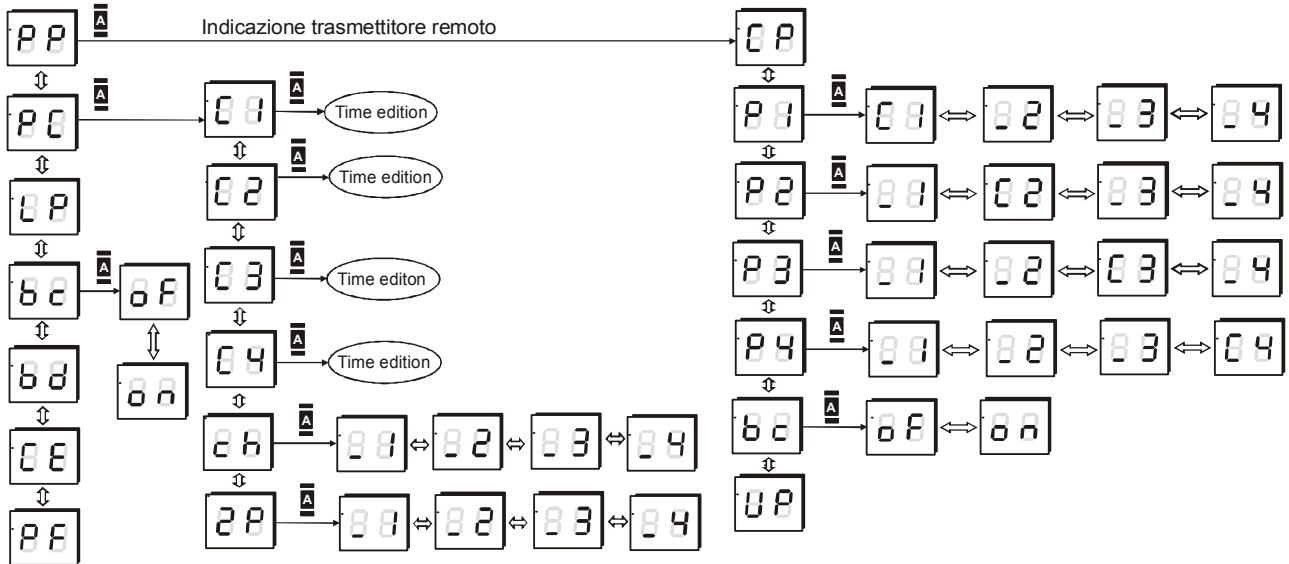 PP A Indicazione trasmettitore remoto CP
PC A C1 A Time edition P1 A C1 _2 _3 _4
LP C2 A Time edition P2 A _1 C2 _3 _4
bc A oF C3 A Time editon P3 A _1 _2 C3 _4
bd on C4 A Time edition P4 A _1 _2 _3 C4
CE ch A _1 _2 _3 _4 bc A oF on
PF 2P A _1 _2 _3 _4 UP